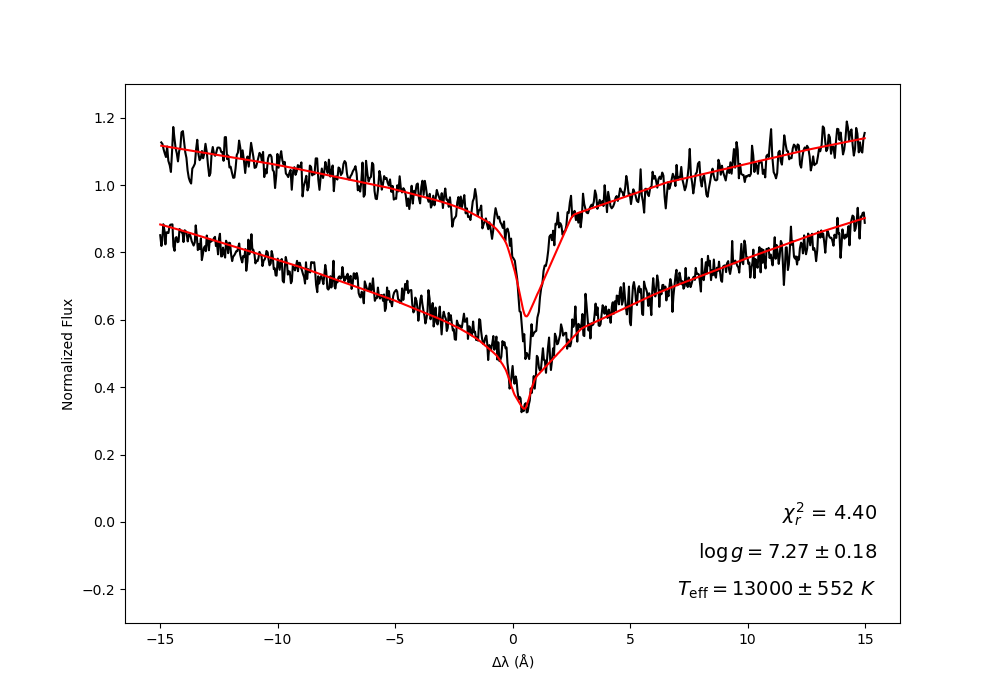 1.2
1.0
0.8
0.6
0.4
0.2
0.0
−0.2
Normalized Flux
χ²ᵣ = 4.40
log g = 7.27 ± 0.18
T_eff = 13000 ± 552 K
−15 −10 −5 0 5 10 15
Δλ (Å)